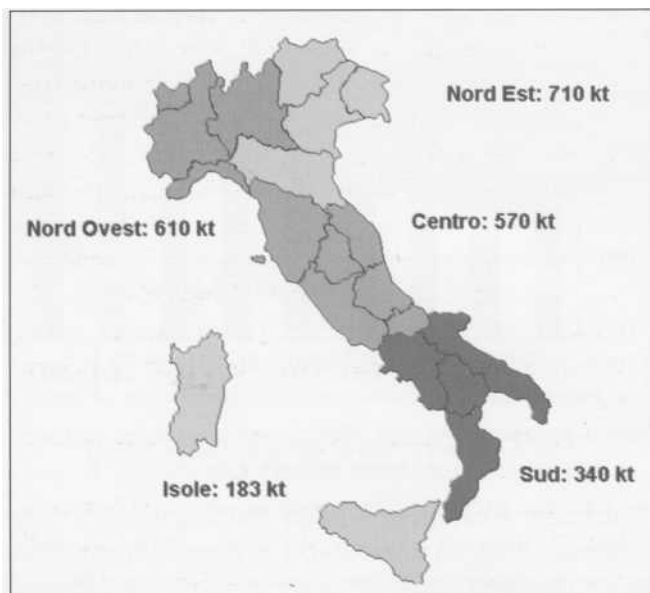 Nord Est: 710 kt
Nord Ovest: 610 kt
Centro: 570 kt
Isole: 183 kt
Sud: 340 kt